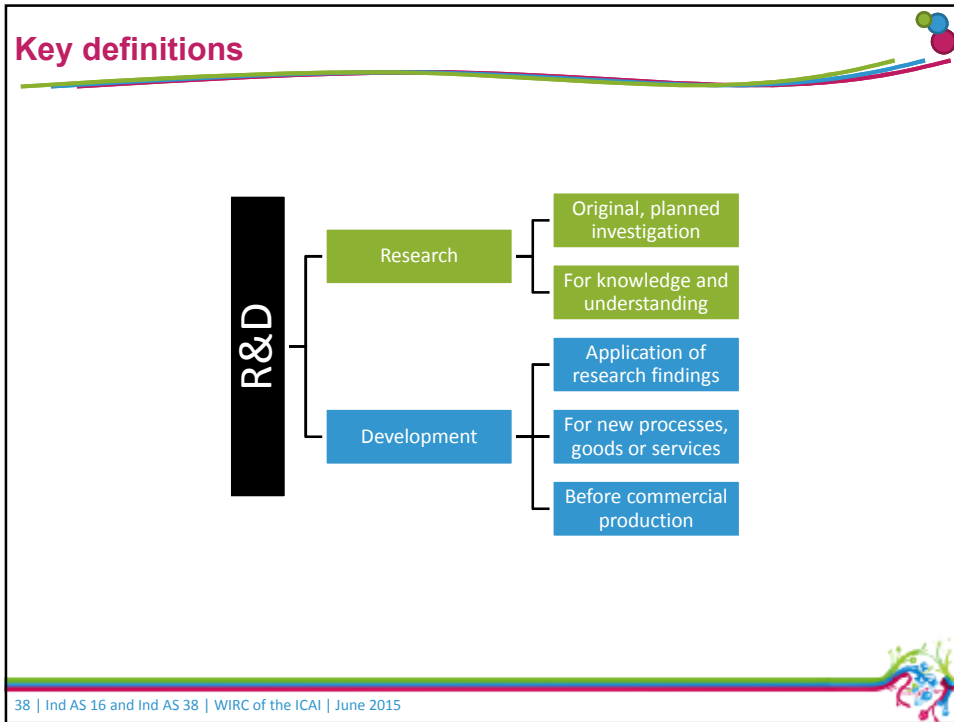 Key definitions
R&D
Research
Original, planned
investigation
For knowledge and
understanding
Development
Application of
research findings
For new processes,
goods or services
Before commercial
production
38 | Ind AS 16 and Ind AS 38 | WIRC of the ICAI | June 2015